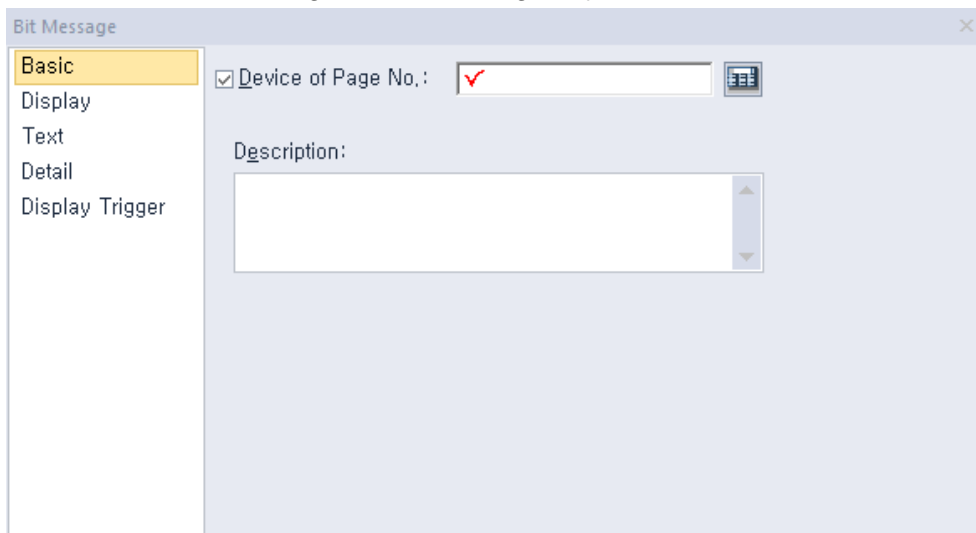 Bit Message
Basic
Display
Text
Detail
Display Trigger
Device of Page No.:
Description: